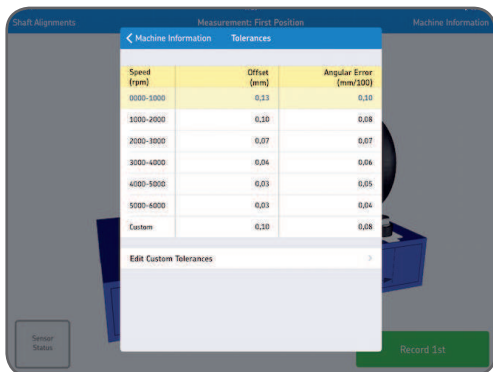 Shaft Alignments Measurement: First Position Machine Information
Machine Information Tolerances
Speed (rpm) Offset (mm) Angular Error (mm/100)
0000-1000 0,13 0,10
1000-2000 0,10 0,08
2000-3000 0,07 0,07
3000-4000 0,04 0,06
4000-5000 0,03 0,05
5000-6000 0,03 0,04
Custom 0,10 0,08
Edit Custom Tolerances
Sensor
Status
Record 1st